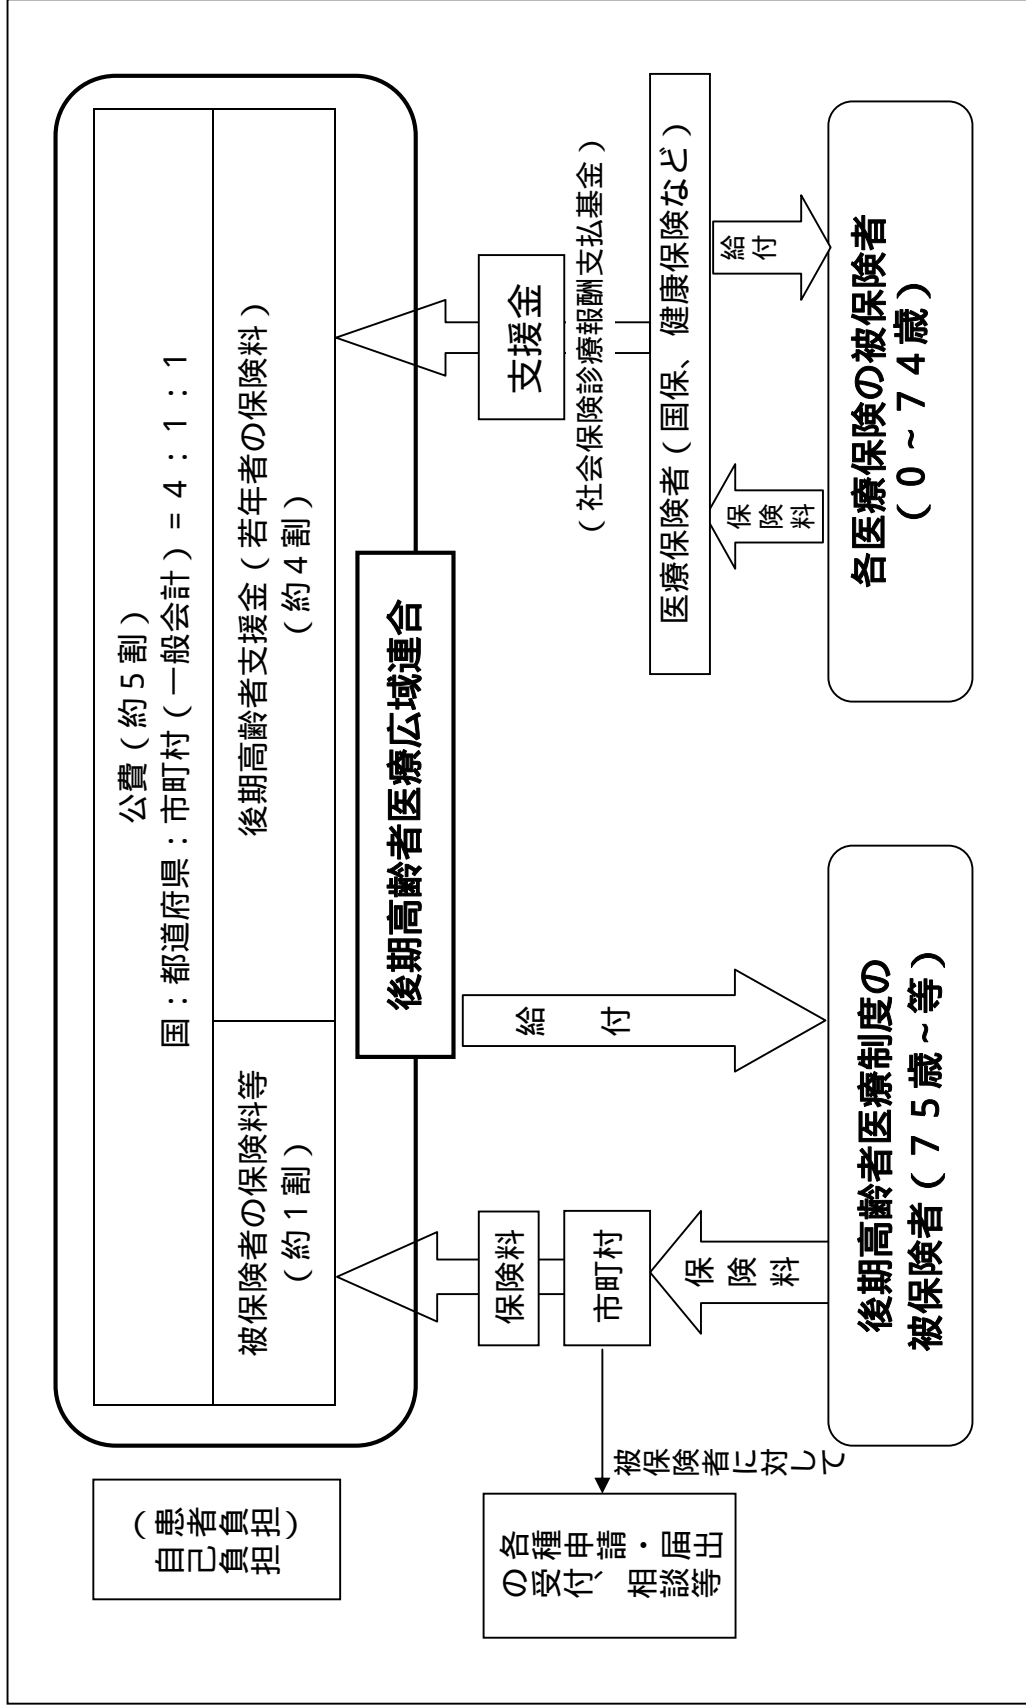 （患者負担）
自己負担
公費（約５割）
国：都道府県：市町村（一般会計）＝４：１：１
被保険者の保険料等
（約１割）
後期高齢者支援金（若年者の保険料）
（約４割）
後期高齢者医療広域連合
各種申請・届出
の受付、相談等
被保険者に対して
保険料
市町村
保険料
給付
支援金
（社会保険診療報酬支払基金）
医療保険者（国保、健康保険など）
保険料
給付
後期高齢者医療制度の
被保険者（７５歳～等）
各医療保険の被保険者
（０～７４歳）